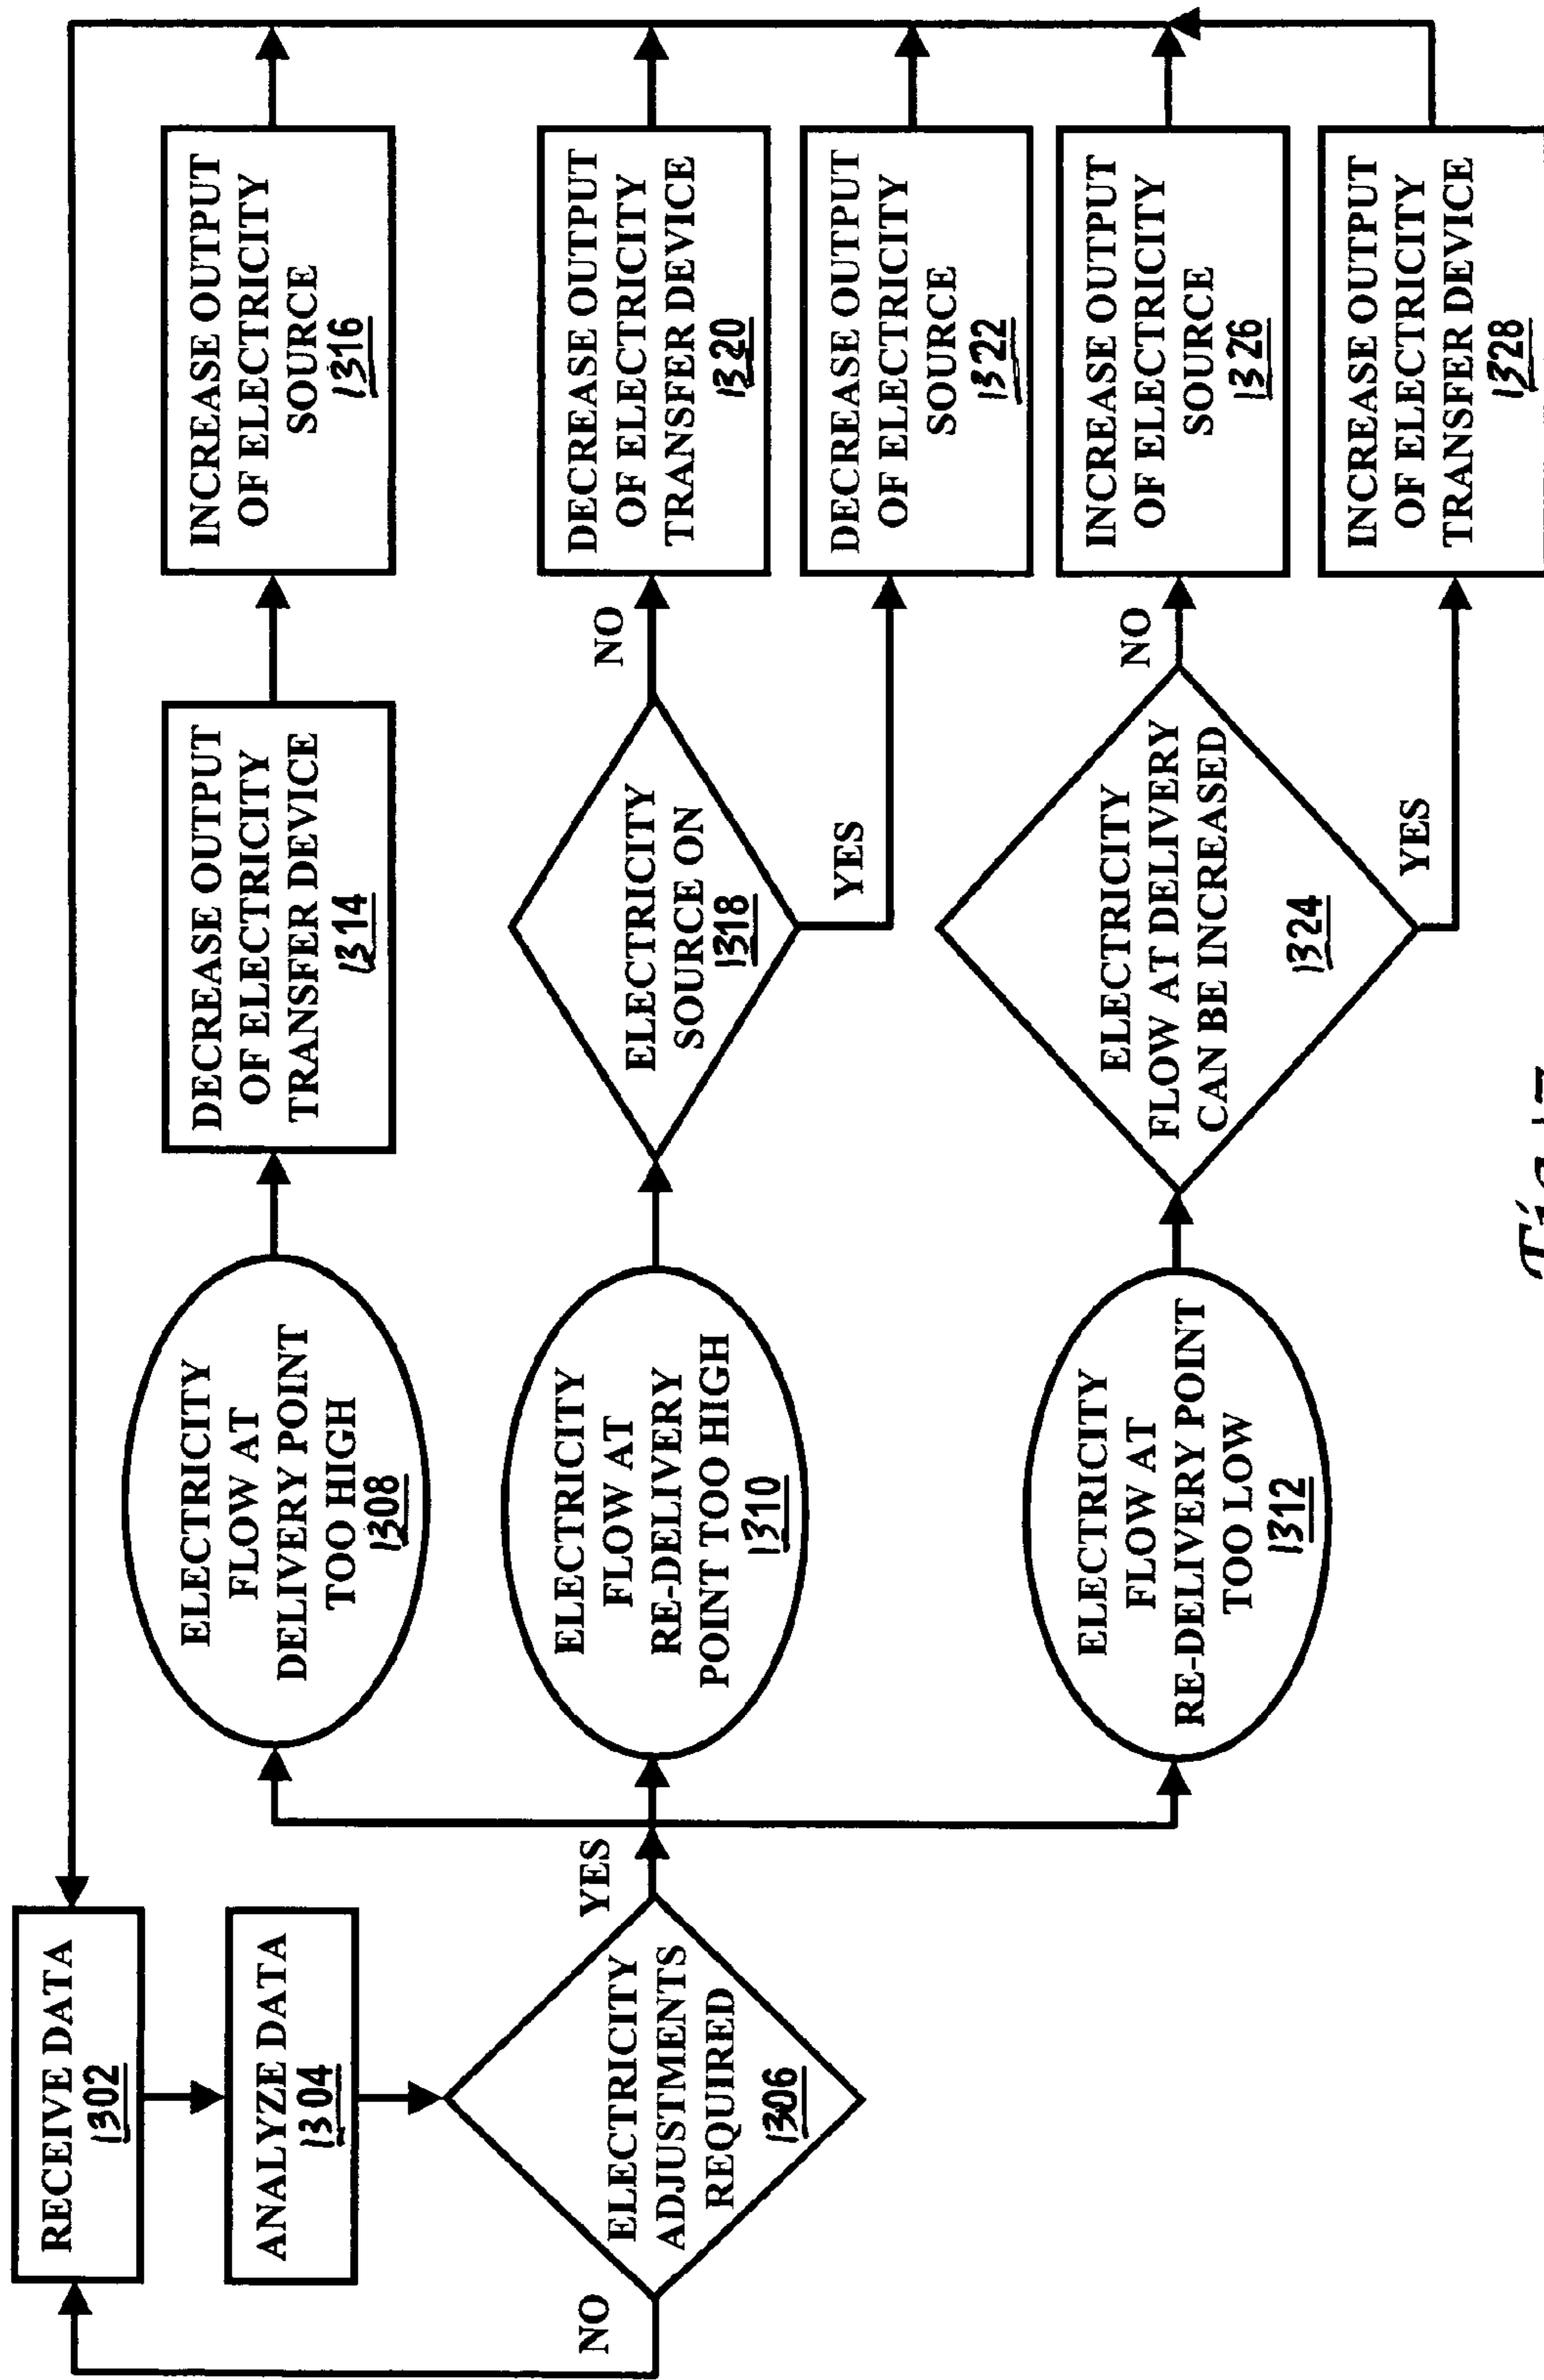 RECEIVE DATA
1302
ANALYZE DATA
1304
ELECTRICITY
ADJUSTMENTS
REQUIRED
1306
NO
YES
ELECTRICITY
FLOW AT
DELIVERY POINT
TOO HIGH
1308
DECREASE OUTPUT
OF ELECTRICITY
TRANSFER DEVICE
1314
INCREASE OUTPUT
OF ELECTRICITY
SOURCE
1316
ELECTRICITY
FLOW AT
RE-DELIVERY
POINT TOO HIGH
1310
ELECTRICITY
SOURCE ON
1318
NO
YES
DECREASE OUTPUT
OF ELECTRICITY
TRANSFER DEVICE
1320
DECREASE OUTPUT
OF ELECTRICITY
SOURCE
1322
ELECTRICITY
FLOW AT
RE-DELIVERY POINT
TOO LOW
1312
ELECTRICITY
FLOW AT DELIVERY
CAN BE INCREASED
1324
NO
YES
INCREASE OUTPUT
OF ELECTRICITY
SOURCE
1326
INCREASE OUTPUT
OF ELECTRICITY
TRANSFER DEVICE
1328